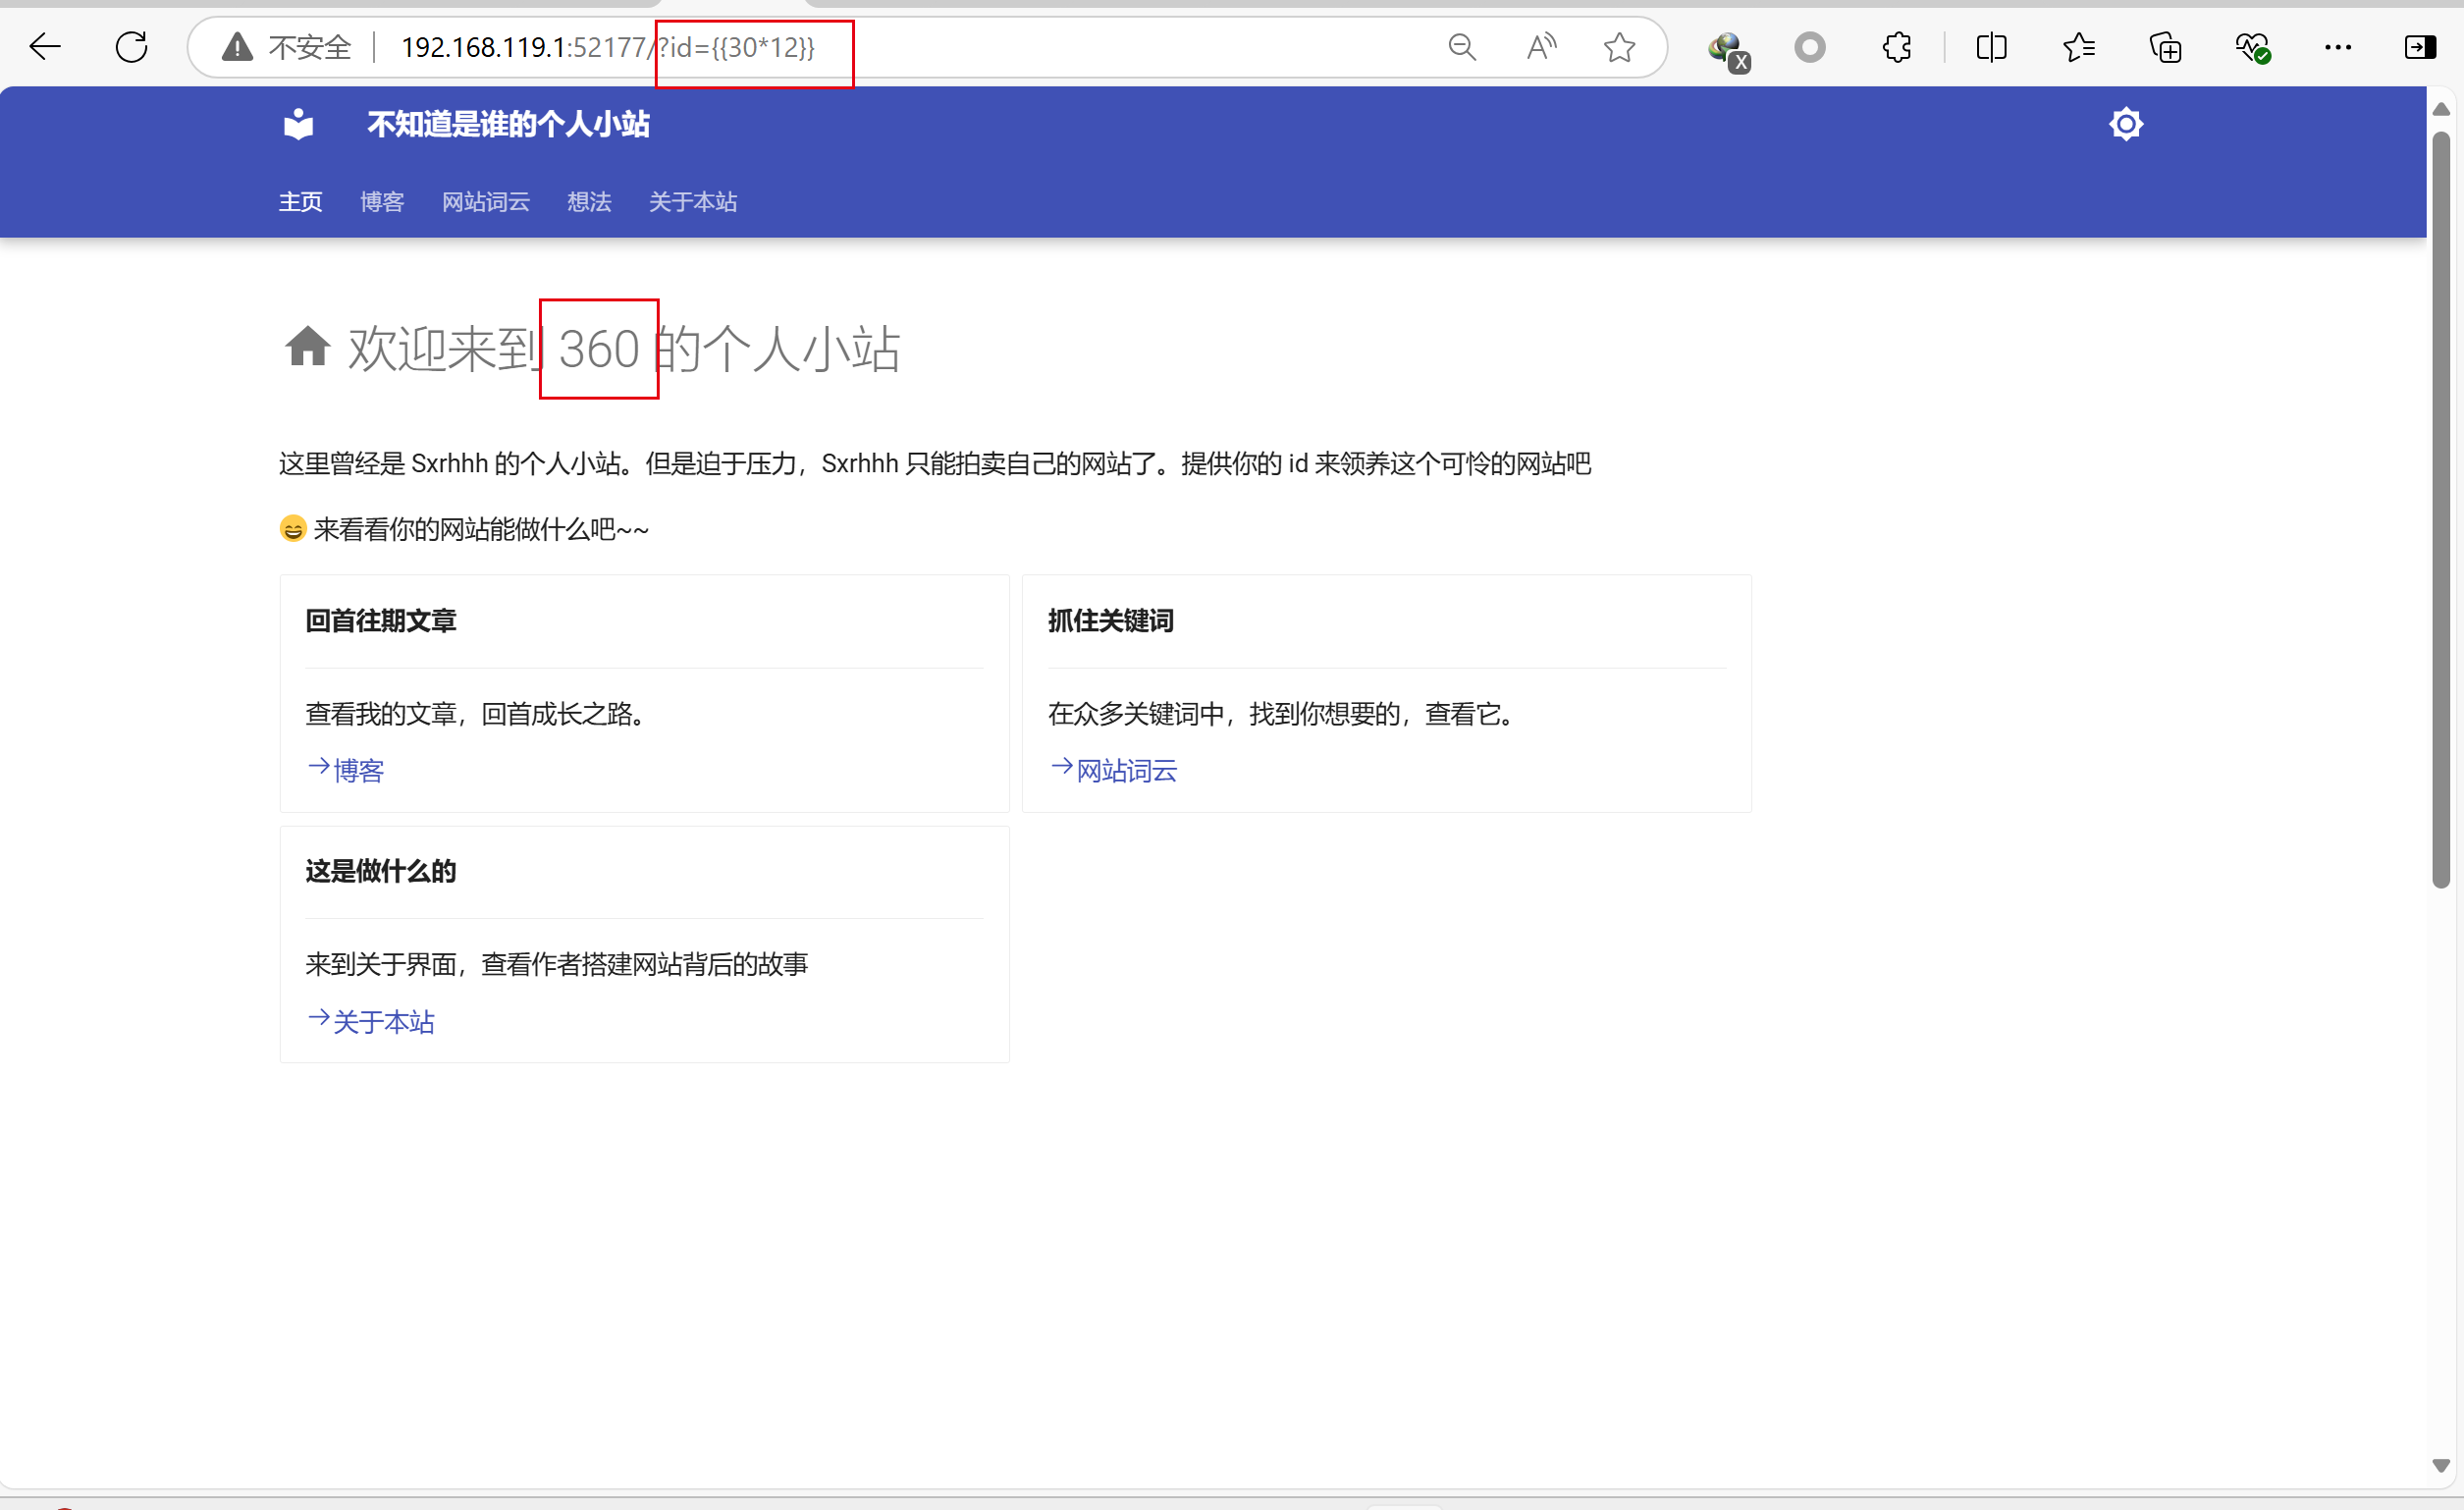 不安全 192.168.119.1:52177/?id={{30*12}}
不知道是谁的个人小站
主页 博客 网站词云 想法 关于本站
欢迎来到 360 的个人小站
这里曾经是 Sxrhhh 的个人小站。但是迫于压力，Sxrhhh 只能拍卖自己的网站了。提供你的 id 来领养这个可怜的网站吧
😄 来看看你的网站能做什么吧~~
回首往期文章
查看我的文章，回首成长之路。
→博客
抓住关键词
在众多关键词中，找到你想要的，查看它。
→网站词云
这是做什么的
来到关于界面，查看作者搭建网站背后的故事
→关于本站